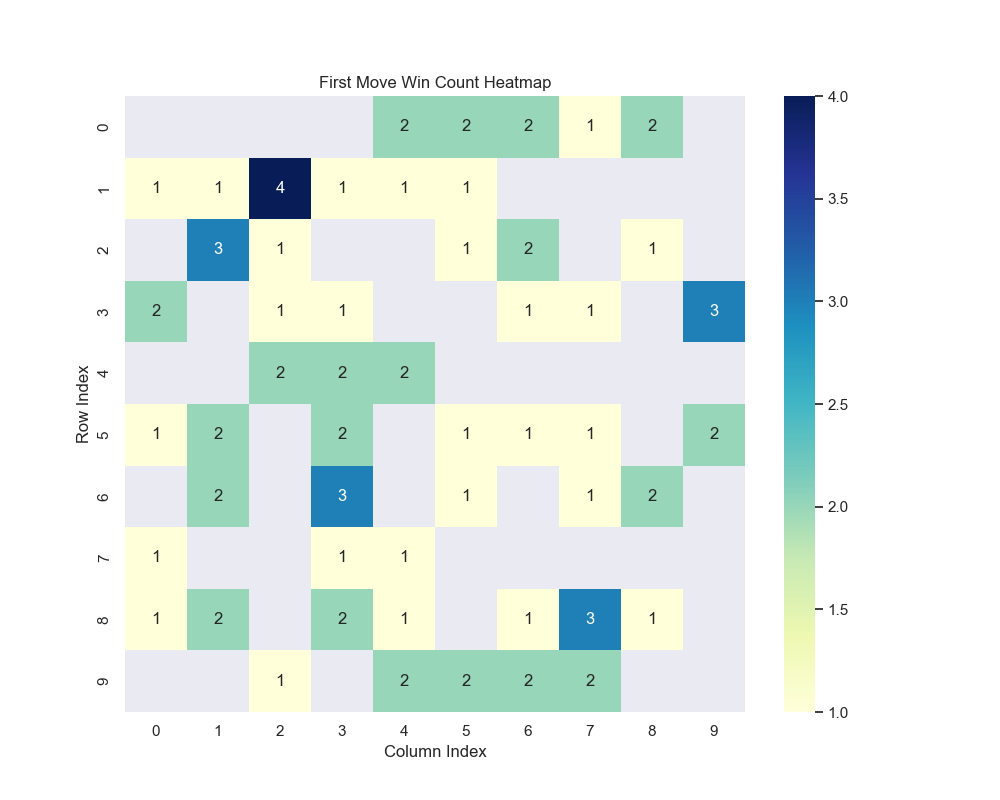 First Move Win Count Heatmap
0 2 2 2 1 2 4.0
1 1 1 4 1 1 1 3.5
2 3 1 1 2 1
3 2 1 1 1 1 3 3.0
4 2 2 2 2.5
5 1 2 2 1 1 1 2
6 2 3 1 1 2 2.0
7 1 1 1
8 1 2 2 1 1 3 1 1.5
9 1 2 2 2 2 1.0
0 1 2 3 4 5 6 7 8 9
Row Index
Column Index